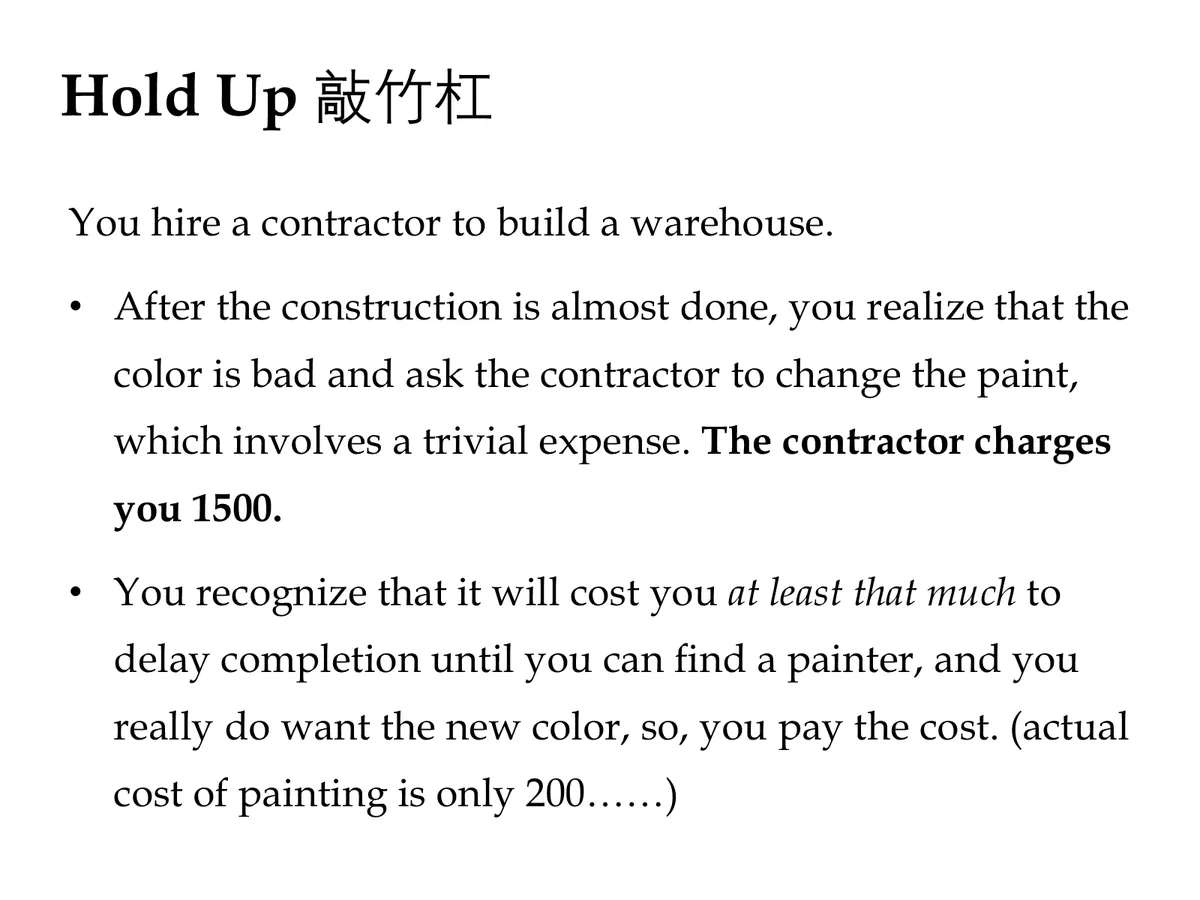 Hold Up 敲竹杠
You hire a contractor to build a warehouse.
• After the construction is almost done, you realize that the
color is bad and ask the contractor to change the paint,
which involves a trivial expense. The contractor charges
you 1500.
• You recognize that it will cost you at least that much to
delay completion until you can find a painter, and you
really do want the new color, so, you pay the cost. (actual
cost of painting is only 200……)